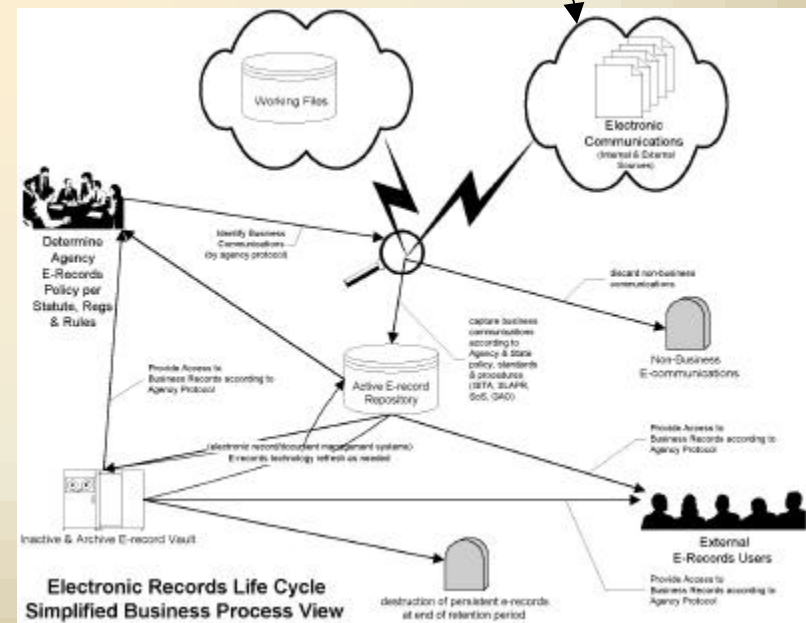 Working Files
Electronic
Communications
(Internal & External
Sources)
Determine
Agency
E-Records
Policy per
Statute, Regs
& Rules
Identify Business
Communications
(by agency protocol)
discard non-business
communications
Non-Business
E-communications
capture business
communications
according to
Agency & State
policy, standards
& procedures
Provide Access to
Business Records according to
Agency Protocol
Active E-record
Repository
(electronic record/document management systems)
E-records technology refresh as needed
Provide Access to
Business Records according to
Agency Protocol
Inactive & Archive E-record Vault
External
E-Records Users
Provide Access to
Business Records according to
Agency Protocol
destruction of persistent e-records
at end of retention period
Electronic Records Life Cycle
Simplified Business Process View